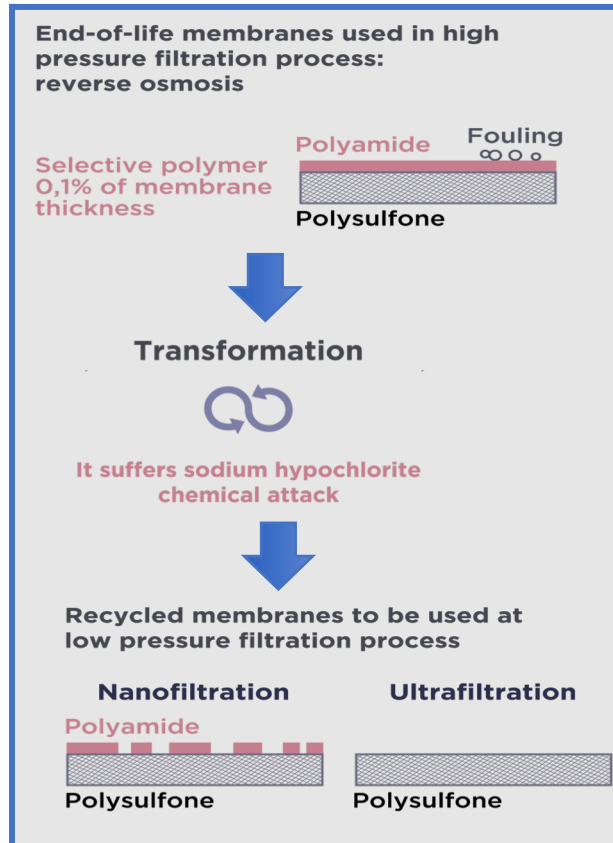 End-of-life membranes used in high
pressure filtration process:
reverse osmosis
Polyamide
Fouling
Selective polymer
0,1% of membrane
thickness
Polysulfone
Transformation
It suffers sodium hypochlorite
chemical attack
Recycled membranes to be used at
low pressure filtration process
Nanofiltration
Ultrafiltration
Polyamide
Polysulfone
Polysulfone